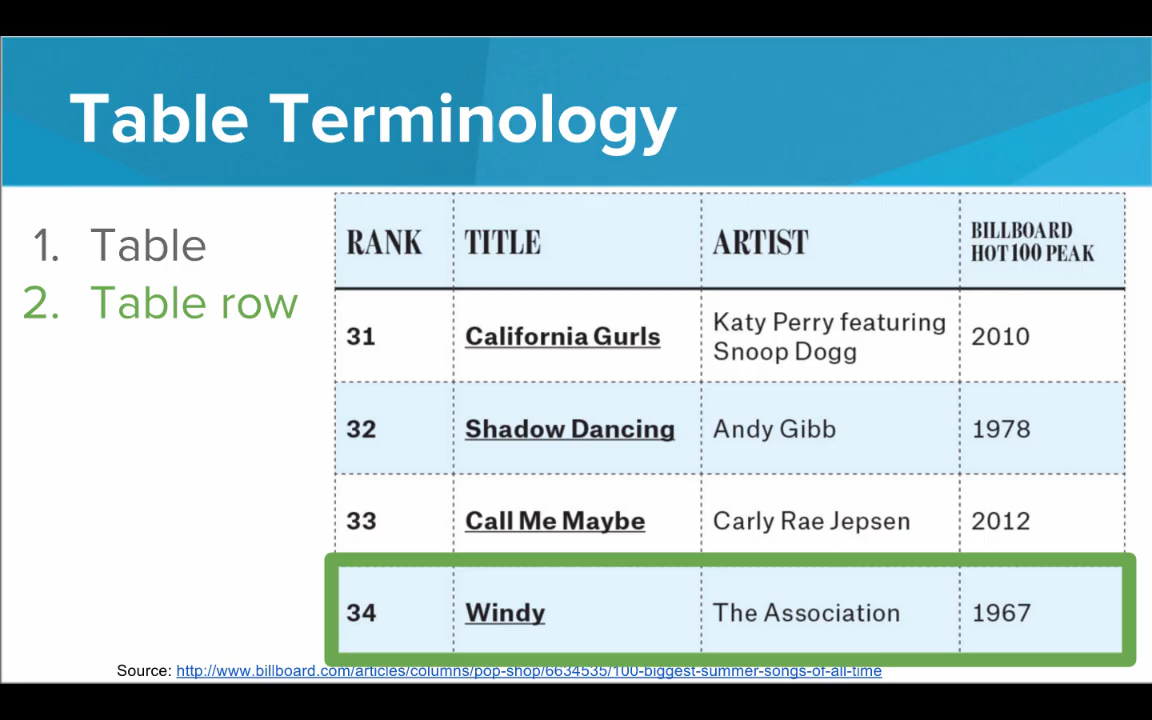 Table Terminology
1. Table
2. Table row
RANK TITLE ARTIST BILLBOARD HOT 100 PEAK
31 California Gurls Katy Perry featuring Snoop Dogg 2010
32 Shadow Dancing Andy Gibb 1978
33 Call Me Maybe Carly Rae Jepsen 2012
34 Windy The Association 1967
Source: http://www.billboard.com/articles/columns/pop-shop/6634535/100-biggest-summer-songs-of-all-time